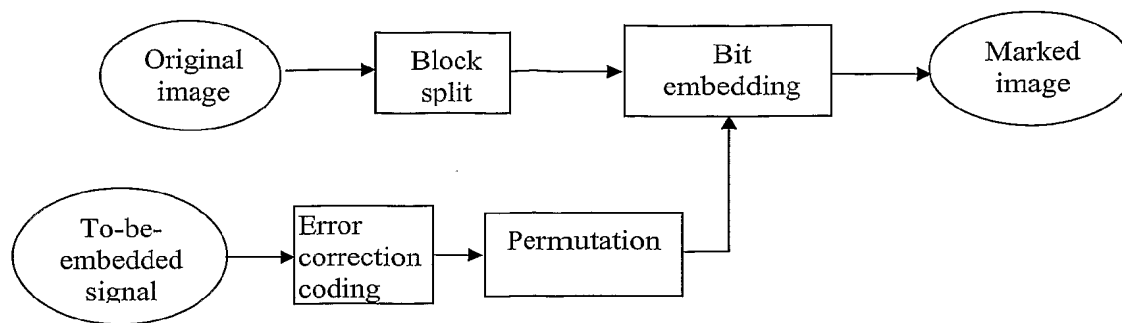 Original
image
Block
split
Bit
embedding
Marked
image
To-be-
embedded
signal
Error
correction
coding
Permutation